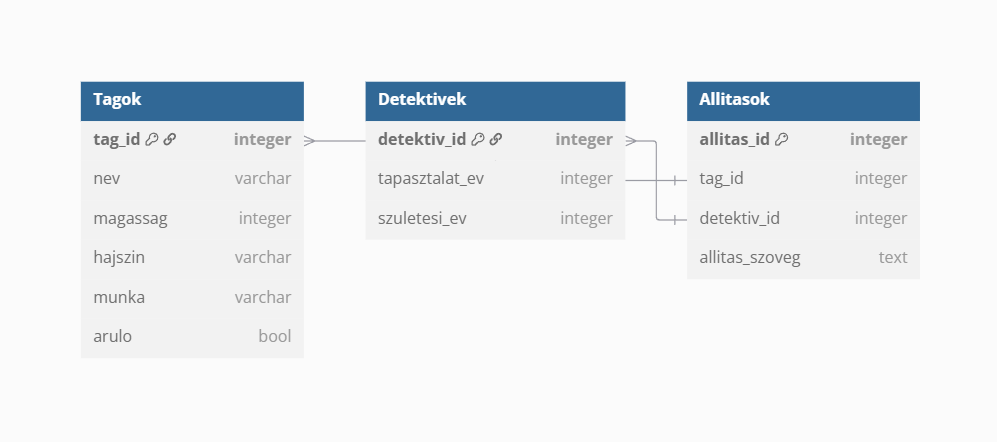 Tagok
tag_id integer
nev varchar
magassag integer
hajszin varchar
munka varchar
arulo bool
Detektivek
detektiv_id integer
tapasztalat_ev integer
szuletesi_ev integer
Allitasok
allitas_id integer
tag_id integer
detektiv_id integer
allitas_szoveg text